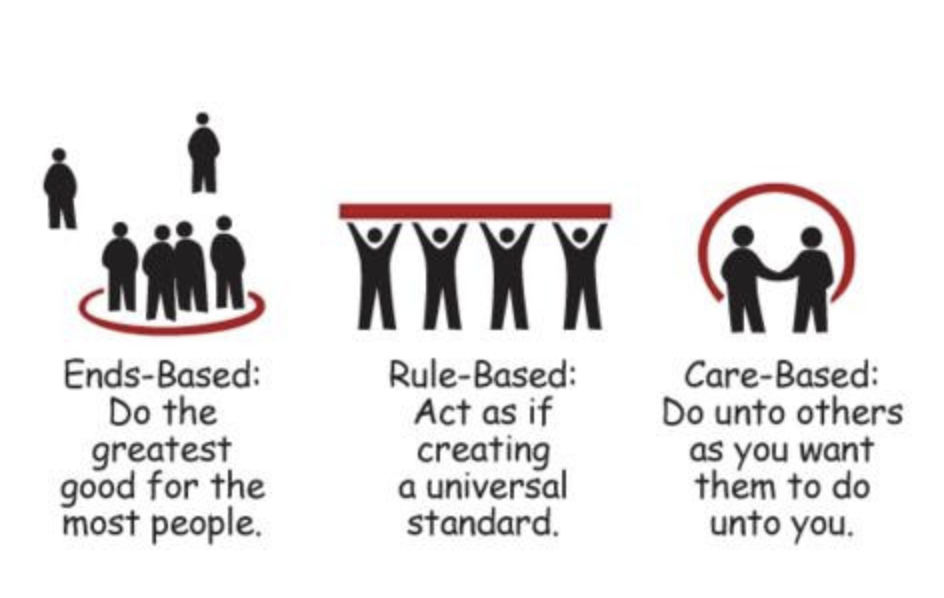 Ends-Based:
Do the
greatest
good for the
most people.
Rule-Based:
Act as if
creating
a universal
standard.
Care-Based:
Do unto others
as you want
them to do
unto you.